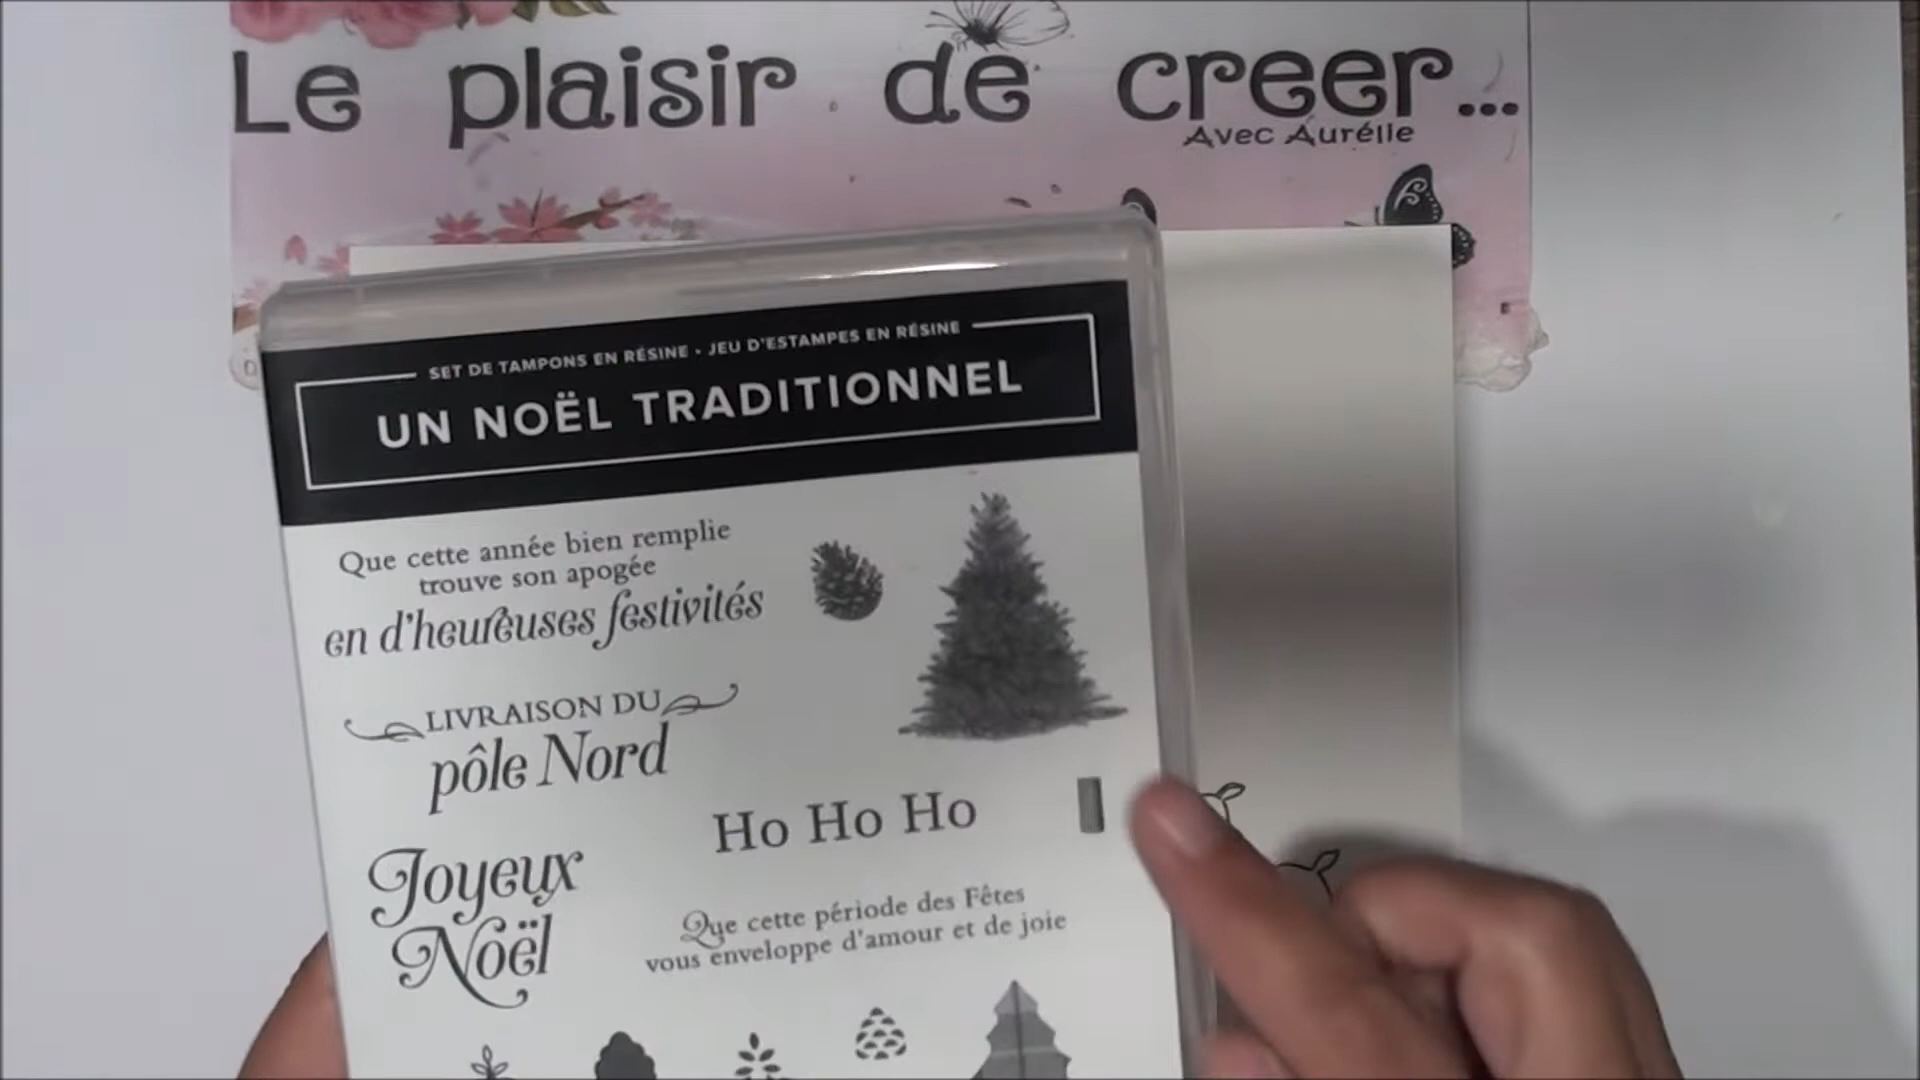 Le plaisir de creer...
Avec Aurélie
SET DE TAMPONS EN RÉSINE • JEU D'ESTAMPES EN RÉSINE
UN NOËL TRADITIONNEL
Que cette année bien remplie
trouve son apogée
en d'heureuses festivités
LIVRAISON DU
pôle Nord
Ho Ho Ho
Joyeux
Noël
Que cette période des Fêtes
vous enveloppe d'amour et de joie